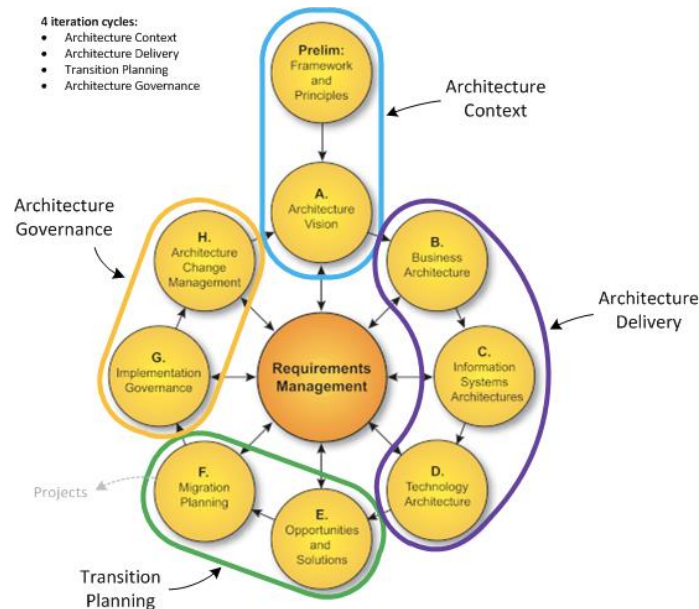 4 iteration cycles:
• Architecture Context
• Architecture Delivery
• Transition Planning
• Architecture Governance
Prelim:
Framework
and
Principles
Architecture
Context
A.
Architecture
Vision
Architecture
Governance
H.
Architecture
Change
Management
B.
Business
Architecture
Architecture
Delivery
G.
Implementation
Governance
Requirements
Management
C.
Information
Systems
Architectures
F.
Migration
Planning
D.
Technology
Architecture
Projects
E.
Opportunities
and
Solutions
Transition
Planning